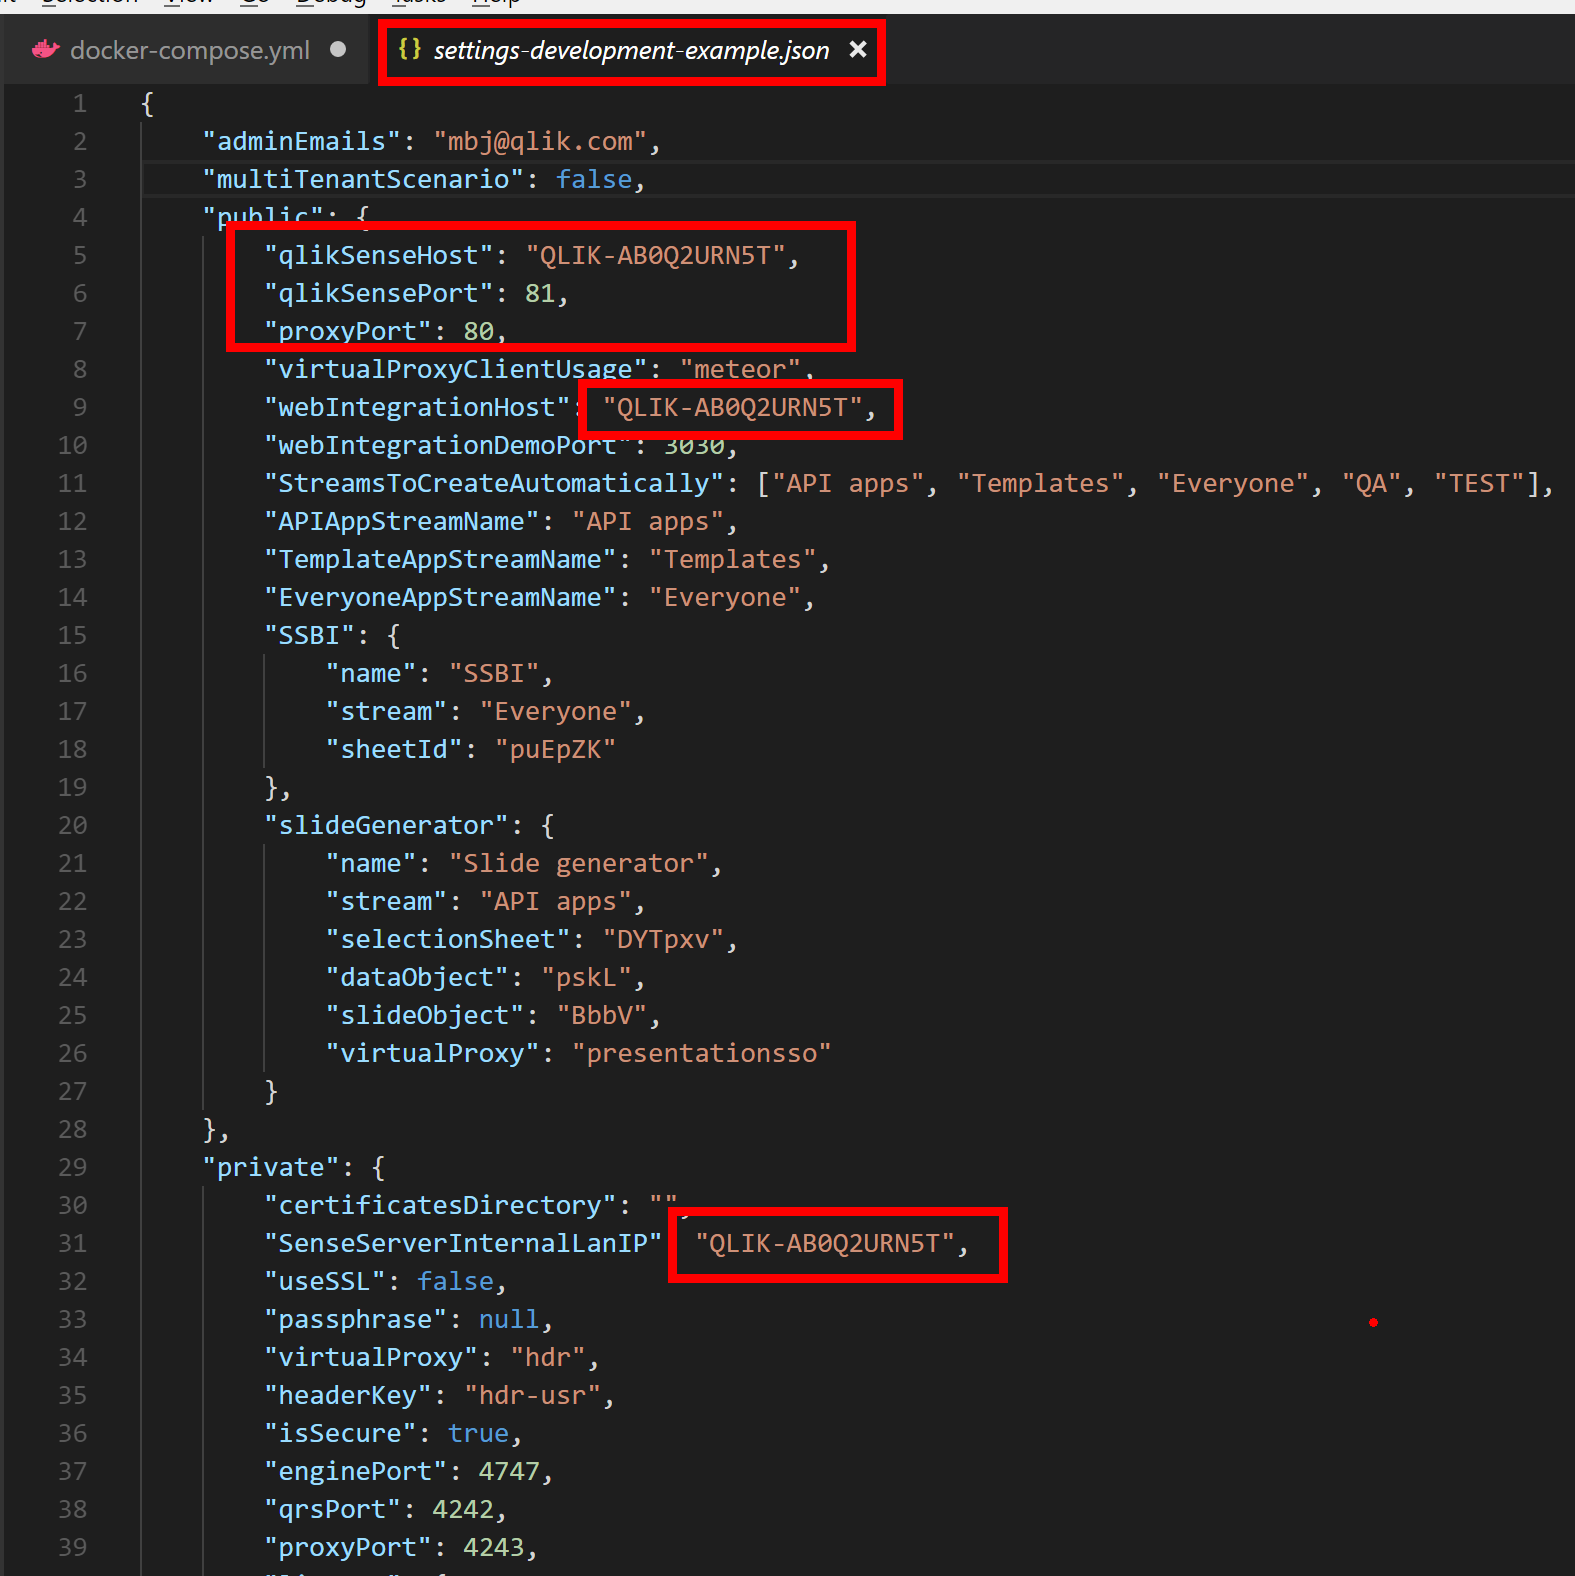 Selection View Go Debug Tasks Help
docker-compose.yml
{} settings-development-example.json
1 {
2 "adminEmails": "mbj@qlik.com",
3 "multiTenantScenario": false,
4 "public": {
5 "qlikSenseHost": "QLIK-AB0Q2URN5T",
6 "qlikSensePort": 81,
7 "proxyPort": 80,
8 "virtualProxyClientUsage": "meteor",
9 "webIntegrationHost": "QLIK-AB0Q2URN5T",
10 "webIntegrationDemoPort": 3030,
11 "StreamsToCreateAutomatically": ["API apps", "Templates", "Everyone", "QA", "TEST"],
12 "APIAppStreamName": "API apps",
13 "TemplateAppStreamName": "Templates",
14 "EveryoneAppStreamName": "Everyone",
15 "SSBI": {
16 "name": "SSBI",
17 "stream": "Everyone",
18 "sheetId": "puEpZK"
19 },
20 "slideGenerator": {
21 "name": "Slide generator",
22 "stream": "API apps",
23 "selectionSheet": "DYTpxv",
24 "dataObject": "pskL",
25 "slideObject": "BbbV",
26 "virtualProxy": "presentationsso"
27 }
28 },
29 "private": {
30 "certificatesDirectory": "",
31 "SenseServerInternalLanIP" "QLIK-AB0Q2URN5T",
32 "useSSL": false,
33 "passphrase": null,
34 "virtualProxy": "hdr",
35 "headerKey": "hdr-usr",
36 "isSecure": true,
37 "enginePort": 4747,
38 "qrsPort": 4242,
39 "proxyPort": 4243,